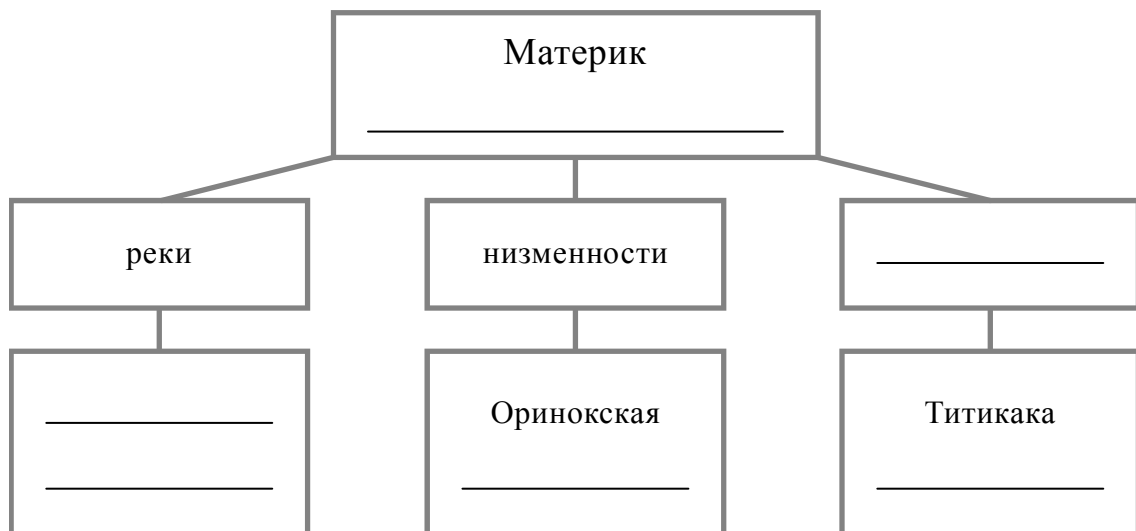 Материк
реки
низменности
Оринокская
Титикака